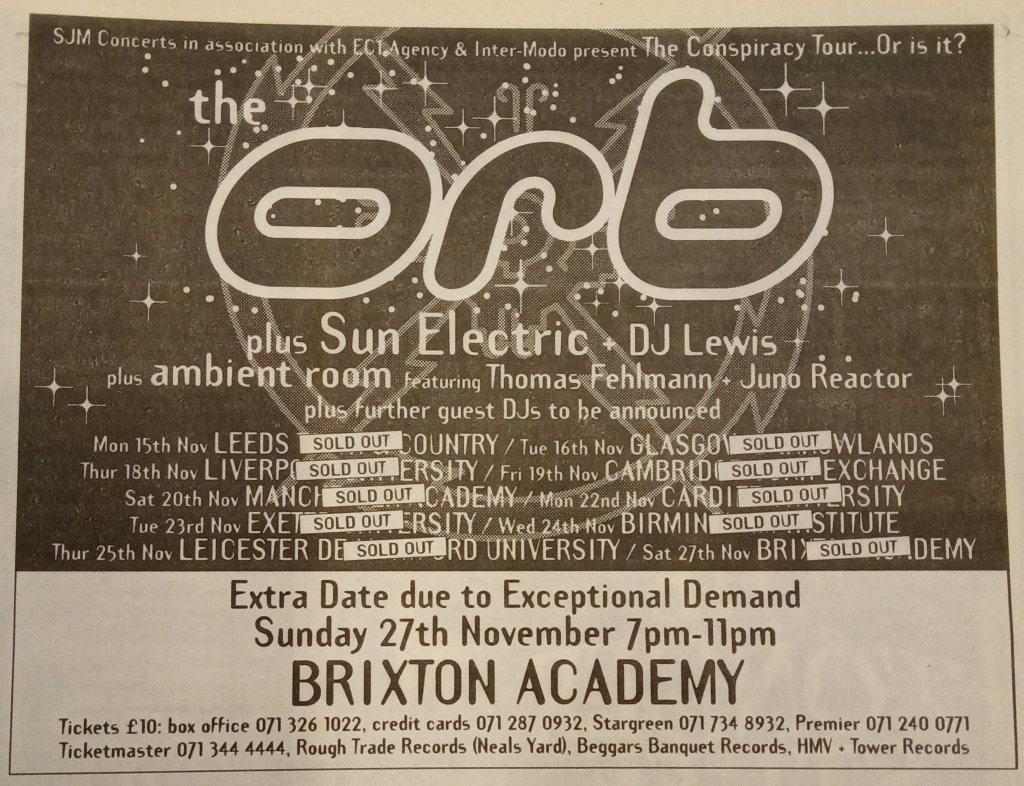 SJM Concerts in association with ECT Agency & Inter-Modo present The Conspiracy Tour...Or is it?
the
orb
plus Sun Electric + DJ Lewis +
plus ambient room featuring Thomas Fehlmann + Juno Reactor
plus further guest DJs to be announced
Mon 15th Nov LEEDS SOLD OUT COUNTRY / Tue 16th Nov GLASGOW SOLD OUT WLANDS
Thur 18th Nov LIVERPO SOLD OUT ERSITY / Fri 19th Nov CAMBRIDG SOLD OUT EXCHANGE
Sat 20th Nov MANCH SOLD OUT CADEMY / Mon 22nd Nov CARDI SOLD OUT RSITY
Tue 23rd Nov EXET SOLD OUT ERSITY / Wed 24th Nov BIRMIN SOLD OUT STITUTE
Thur 25th Nov LEICESTER DE SOLD OUT RD UNIVERSITY / Sat 27th Nov BRIX SOLD OUT DEMY
Extra Date due to Exceptional Demand
Sunday 27th November 7pm-11pm
BRIXTON ACADEMY
Tickets £10: box office 071 326 1022, credit cards 071 287 0932, Stargreen 071 734 8932, Premier 071 240 0771
Ticketmaster 071 344 4444, Rough Trade Records (Neals Yard), Beggars Banquet Records, HMV + Tower Records